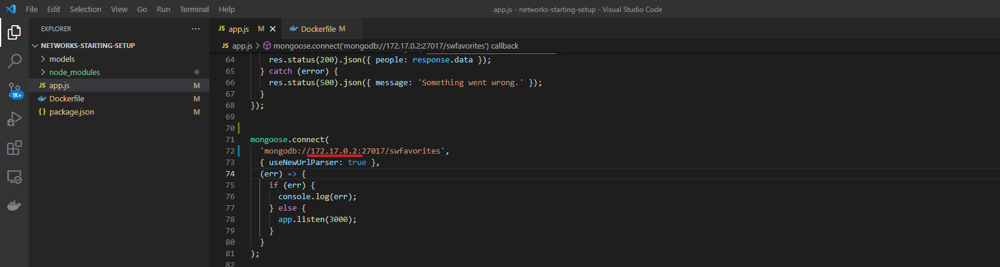 File Edit Selection View Go Run Terminal Help
app.js - networks-starting-setup - Visual Studio Code
EXPLORER ···
NETWORKS-STARTING-SETUP
models
node_modules
JS app.js M
Dockerfile M
{} package.json M
1K+
JS app.js M
Dockerfile M
JS app.js > mongoose.connect('mongodb://172.17.0.2:27017/swfavorites') callback
64 res.status(200).json({ people: response.data });
65 } catch (error) {
66 res.status(500).json({ message: 'Something went wrong.' });
67 }
68 });
69
70
71 mongoose.connect(
72 'mongodb://172.17.0.2:27017/swfavorites',
73 { useNewUrlParser: true },
74 (err) => {
75 if (err) {
76 console.log(err);
77 } else {
78 app.listen(3000);
79 }
80 }
81 );
82